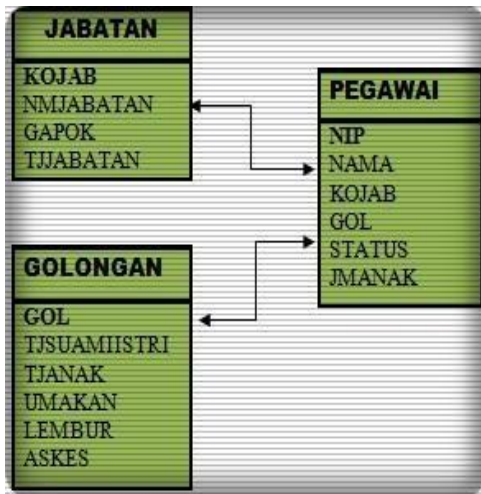 JABATAN
KOJAB
NMJABATAN
GAPOK
TJJABATAN
PEGAWAI
NIP
NAMA
KOJAB
GOL
STATUS
JMANAK
GOLONGAN
GOL
TJSUAMIISTRI
TJANAK
UMAKAN
LEMBUR
ASKES